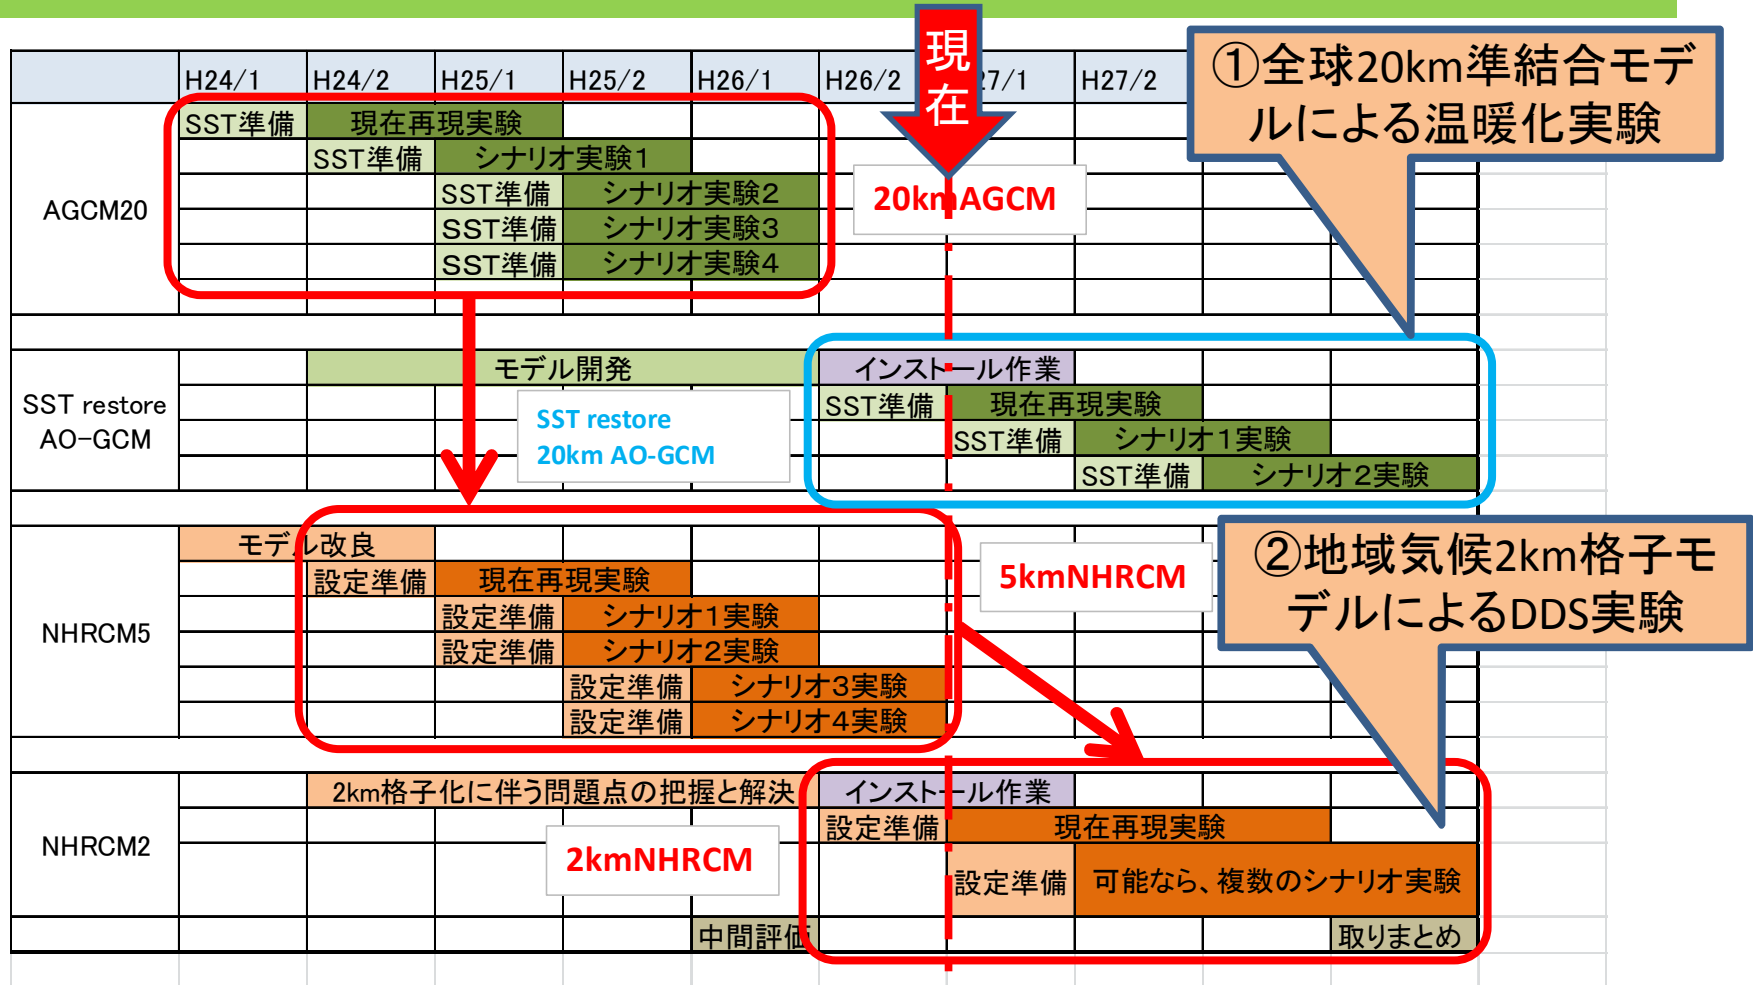 現
在
①全球20km準結合モデ
ルによる温暖化実験
H24/1 H24/2 H25/1 H25/2 H26/1 H26/2 27/1 H27/2
AGCM20
SST準備 現在再現実験
SST準備 シナリオ実験1
SST準備 シナリオ実験2
SST準備 シナリオ実験3
SST準備 シナリオ実験4
20kmAGCM
SST restore
AO-GCM
モデル開発 インストール作業
SST準備 現在再現実験
SST準備 シナリオ1実験
SST準備 シナリオ2実験
SST restore
20km AO-GCM
NHRCM5
モデル改良
設定準備 現在再現実験
設定準備 シナリオ1実験
設定準備 シナリオ2実験
設定準備 シナリオ3実験
設定準備 シナリオ4実験
5kmNHRCM
②地域気候2km格子モ
デルによるDDS実験
NHRCM2
2km格子化に伴う問題点の把握と解決 インストール作業
設定準備 現在再現実験
設定準備 可能なら、複数のシナリオ実験
2kmNHRCM
中間評価 取りまとめ